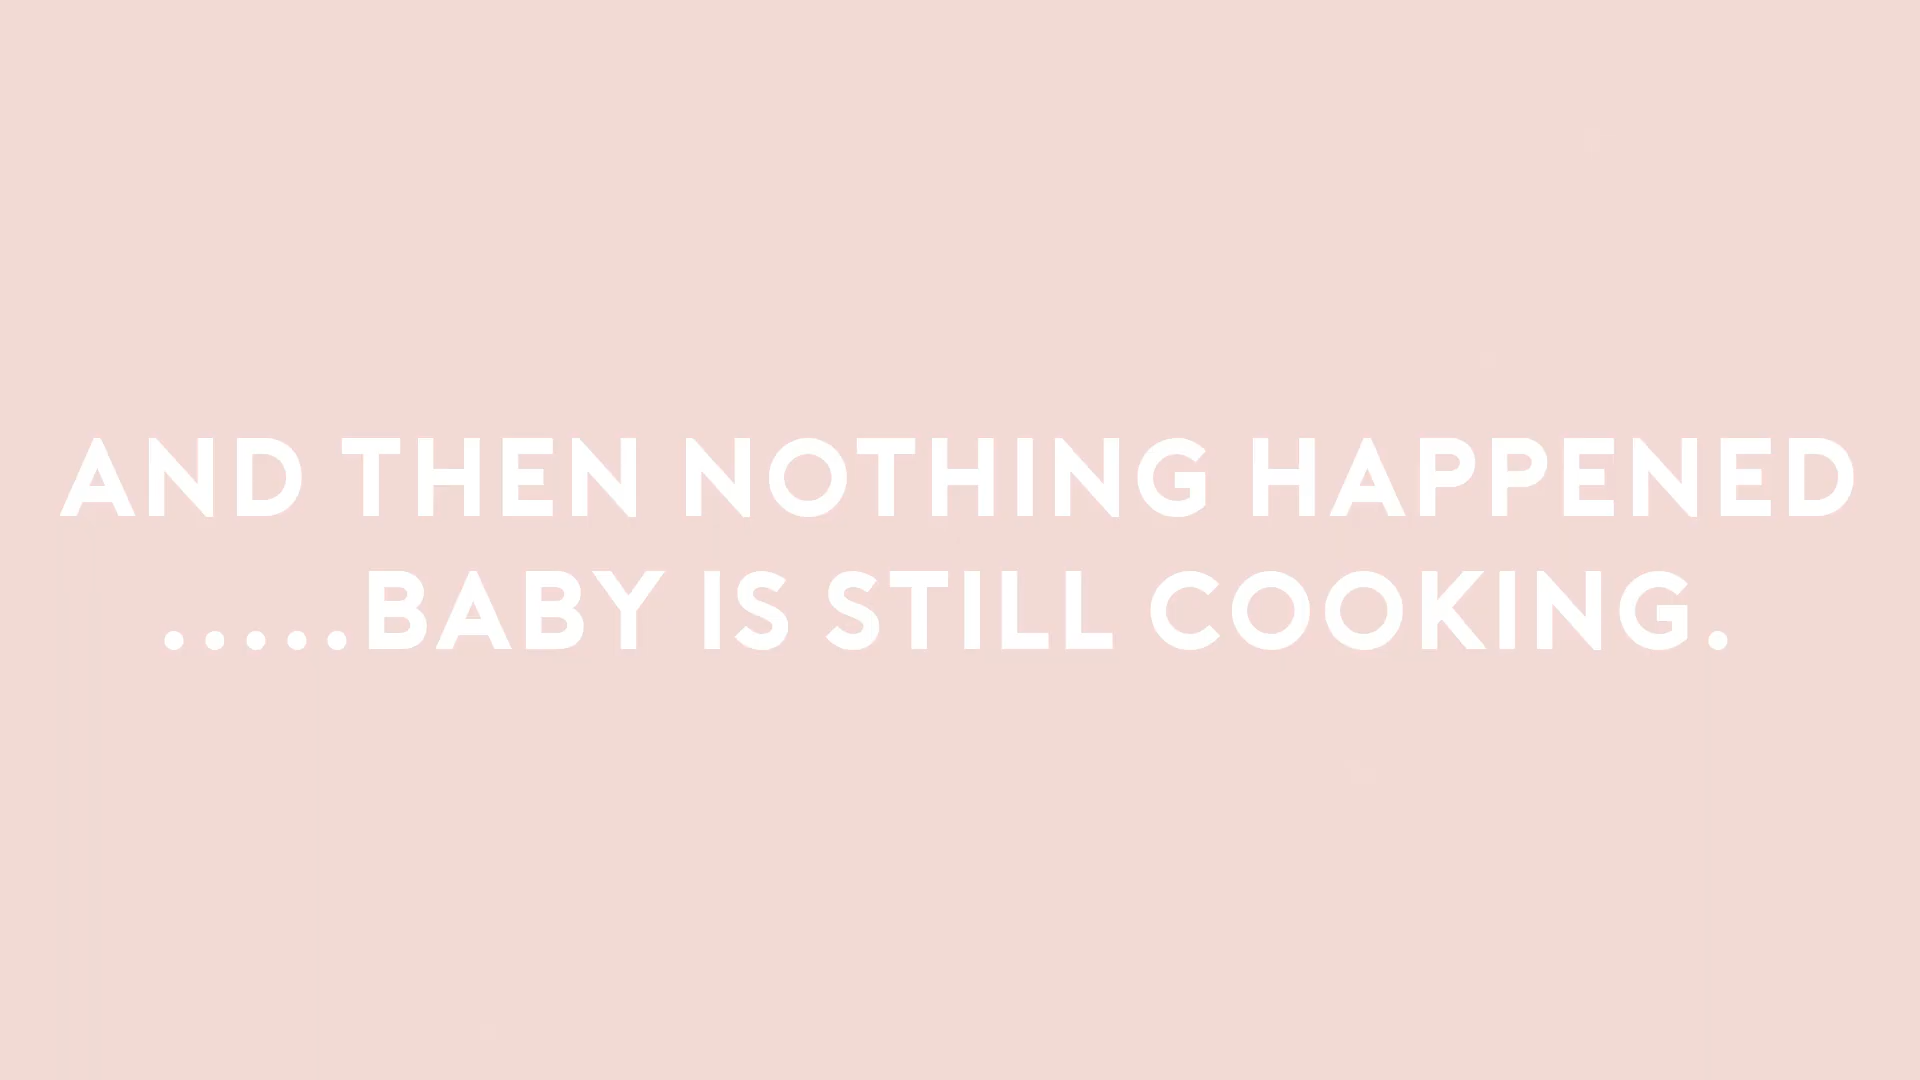 AND THEN NOTHING HAPPENED
.....BABY IS STILL COOKING.